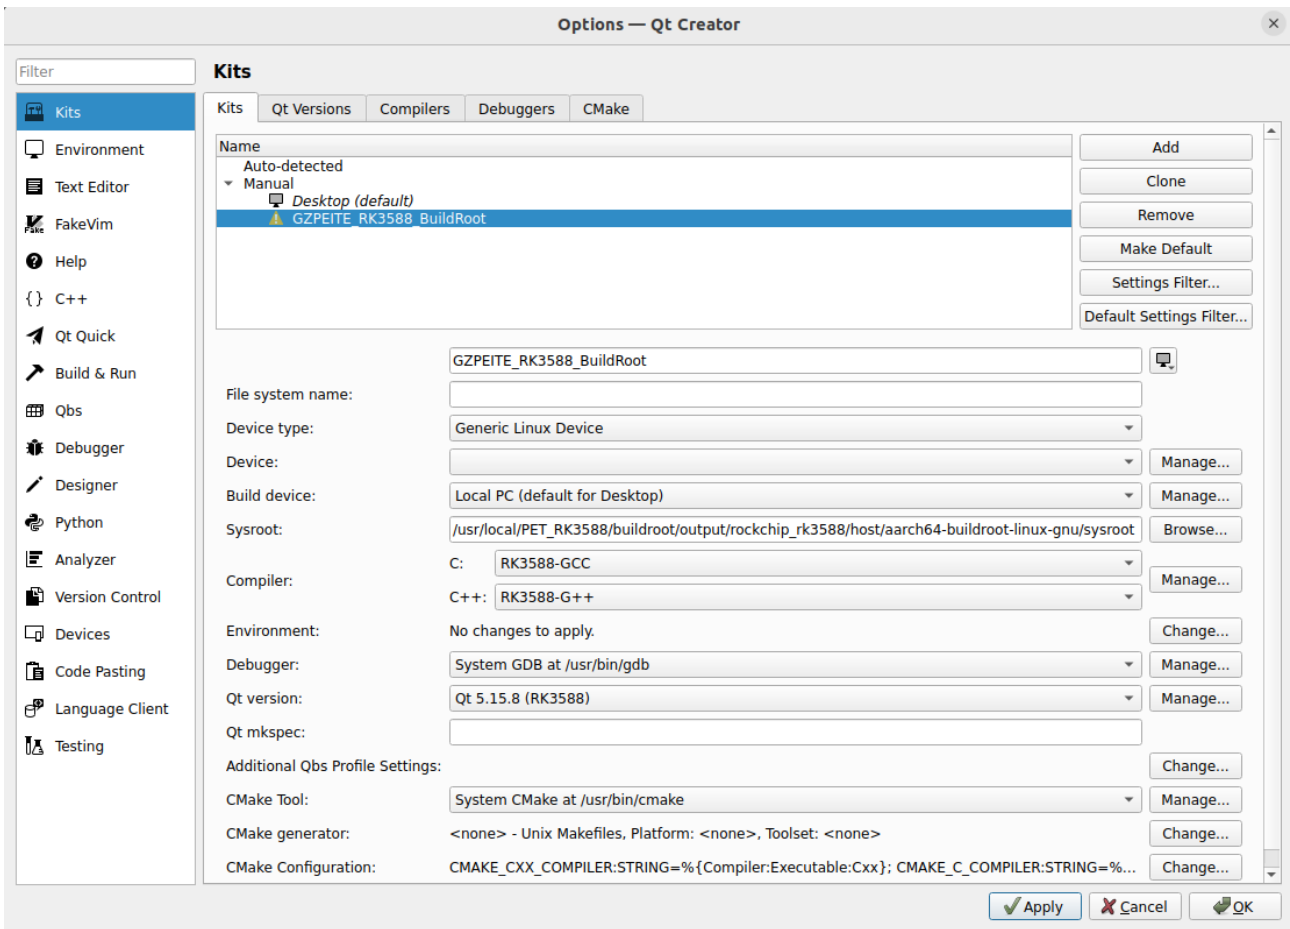 Options — Qt Creator
Filter
Kits
Kits
Environment
Text Editor
FakeVim
Help
{} C++
Qt Quick
Build & Run
Qbs
Debugger
Designer
Python
Analyzer
Version Control
Devices
Code Pasting
Language Client
Testing
Kits Qt Versions Compilers Debuggers CMake
Name
Auto-detected
Manual
Desktop (default)
GZPEITE_RK3588_BuildRoot
Add
Clone
Remove
Make Default
Settings Filter...
Default Settings Filter...
GZPEITE_RK3588_BuildRoot
File system name:
Device type: Generic Linux Device
Device: Manage...
Build device: Local PC (default for Desktop) Manage...
Sysroot: /usr/local/PET_RK3588/buildroot/output/rockchip_rk3588/host/aarch64-buildroot-linux-gnu/sysroot Browse...
Compiler: C: RK3588-GCC Manage...
C++: RK3588-G++
Environment: No changes to apply. Change...
Debugger: System GDB at /usr/bin/gdb Manage...
Qt version: Qt 5.15.8 (RK3588) Manage...
Qt mkspec:
Additional Qbs Profile Settings: Change...
CMake Tool: System CMake at /usr/bin/cmake Manage...
CMake generator: <none> - Unix Makefiles, Platform: <none>, Toolset: <none> Change...
CMake Configuration: CMAKE_CXX_COMPILER:STRING=%{Compiler:Executable:Cxx}; CMAKE_C_COMPILER:STRING=%... Change...
Apply Cancel OK